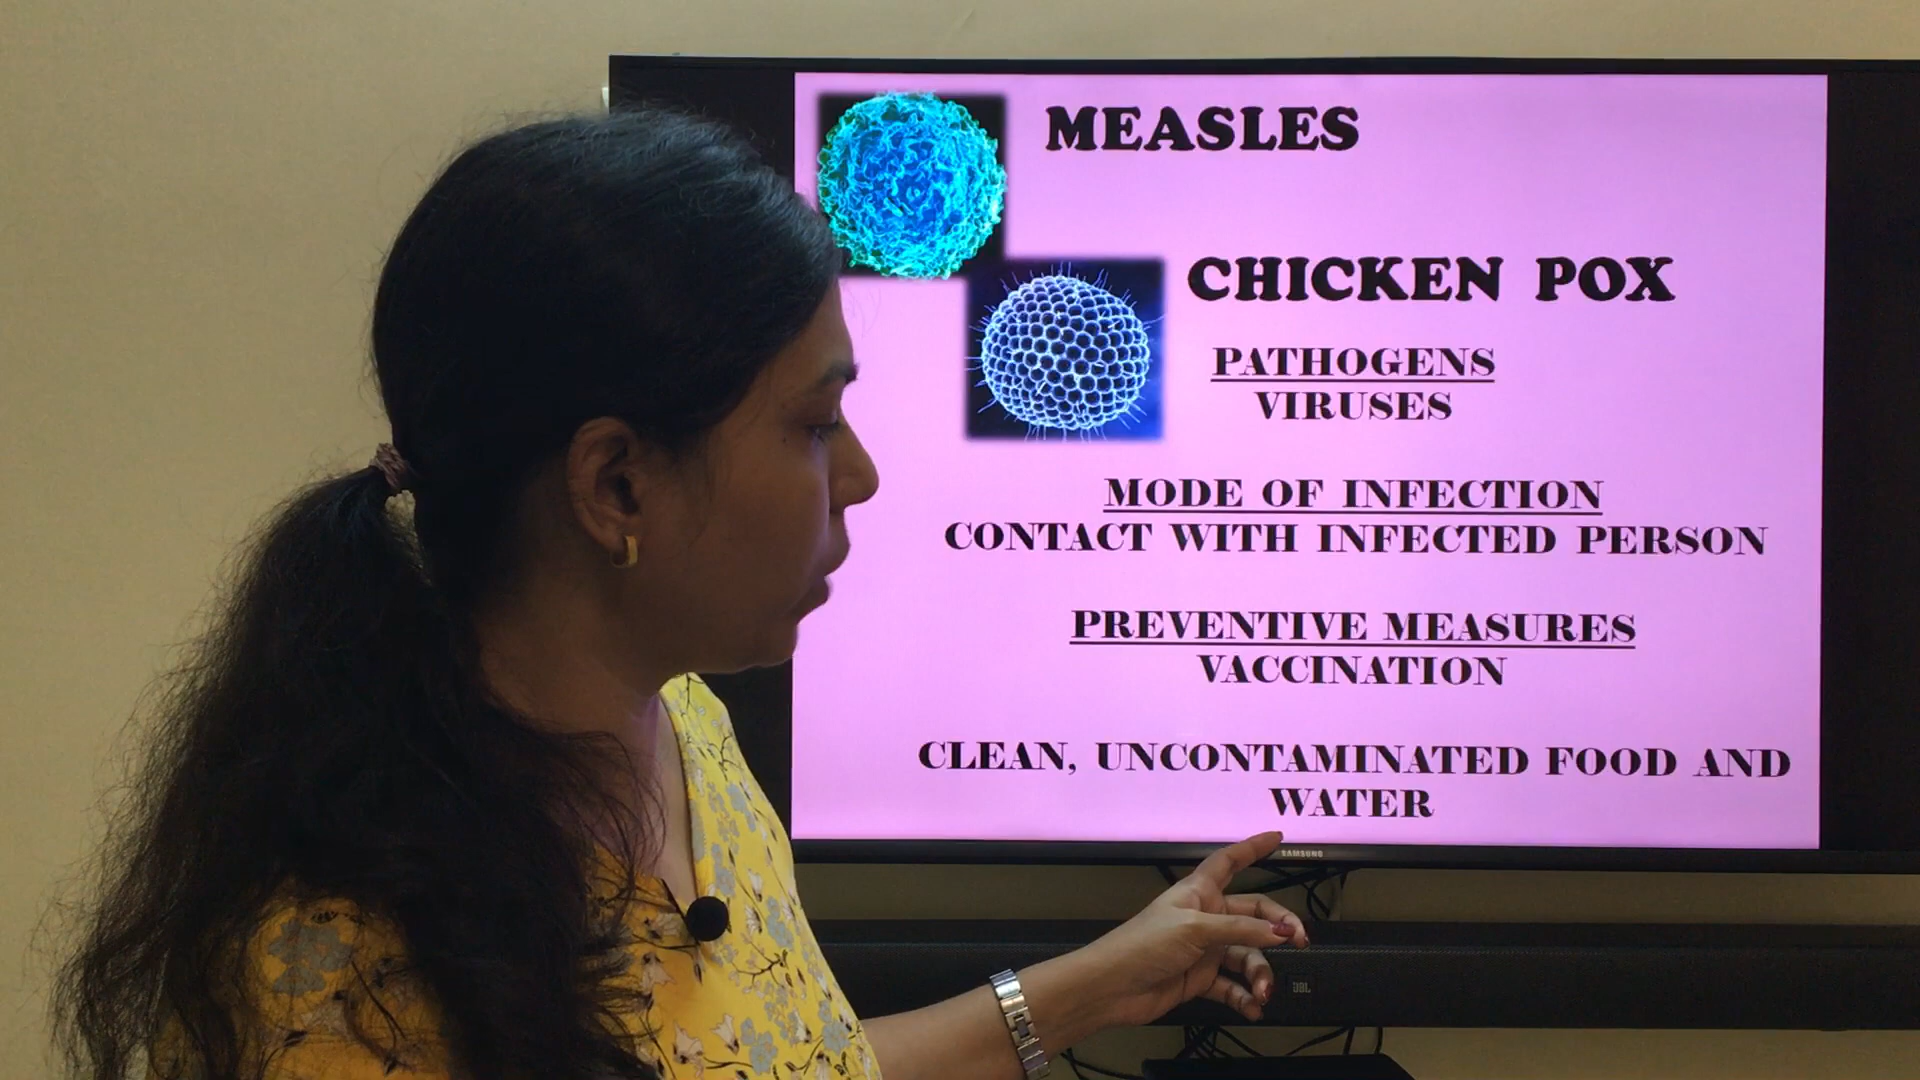 MEASLES
CHICKEN POX
PATHOGENS
VIRUSES
MODE OF INFECTION
CONTACT WITH INFECTED PERSON
PREVENTIVE MEASURES
VACCINATION
CLEAN, UNCONTAMINATED FOOD AND
WATER
SAMSUNG
JBL